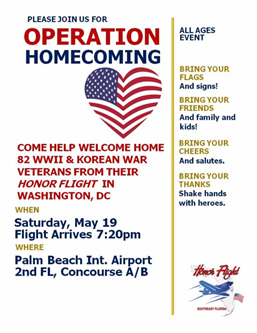 PLEASE JOIN US FOR
OPERATION
HOMECOMING
COME HELP WELCOME HOME
82 WWII & KOREAN WAR
VETERANS FROM THEIR
HONOR FLIGHT IN
WASHINGTON, DC
WHEN
Saturday, May 19
Flight Arrives 7:20pm
WHERE
Palm Beach Int. Airport
2nd FL, Concourse A/B
ALL AGES
EVENT
BRING YOUR
FLAGS
And signs!
BRING YOUR
FRIENDS
And family and
kids!
BRING YOUR
CHEERS
And salutes.
BRING YOUR
THANKS
Shake hands
with heroes.
Honor Flight
SOUTHEAST FLORIDA